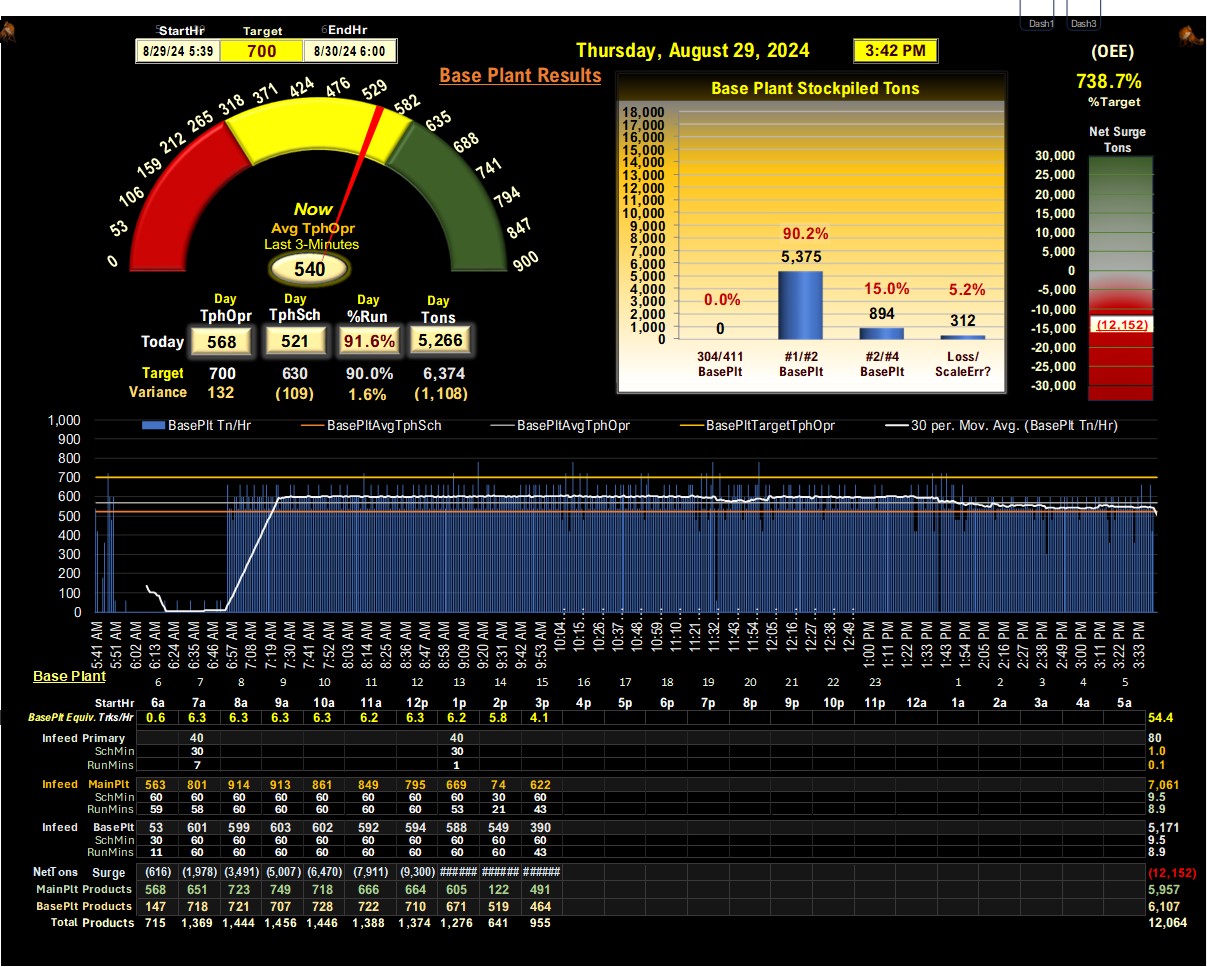 Dash1 Dash3
StartHr Target EndHr
8/29/24 5:39 700 8/30/24 6:00
Thursday, August 29, 2024 3:42 PM
(OEE)
738.7%
%Target
Base Plant Results
0 53 106 159 212 265 318 371 424 476 529 582 635 688 741 794 847 900
Now
Avg TphOpr
Last 3-Minutes
540
Day Day Day Day
TphOpr TphSch %Run Tons
Today 568 521 91.6% 5,266
Target 700 630 90.0% 6,374
Variance 132 (109) 1.6% (1,108)
Base Plant Stockpiled Tons
18,000
17,000
16,000
15,000
14,000
13,000
12,000
11,000
10,000
9,000
8,000
7,000
6,000
5,000
4,000
3,000
2,000
1,000
0
0.0% 90.2% 15.0% 5.2%
0 5,375 894 312
304/411 #1/#2 #2/#4 Loss/
BasePlt BasePlt BasePlt ScaleErr?
Net Surge
Tons
30,000
25,000
20,000
15,000
10,000
5,000
0
-5,000
-10,000
-15,000
-20,000
-25,000
-30,000
(12,152)
BasePlt Tn/Hr BasePltAvgTphSch BasePltAvgTphOpr BasePltTargetTphOpr 30 per. Mov. Avg. (BasePlt Tn/Hr)
1,000
900
800
700
600
500
400
300
200
100
0
5:41 AM 5:51 AM 6:02 AM 6:13 AM 6:24 AM 6:35 AM 6:46 AM 6:57 AM 7:08 AM 7:19 AM 7:30 AM 7:41 AM 7:52 AM 8:03 AM 8:14 AM 8:25 AM 8:36 AM 8:47 AM 8:58 AM 9:09 AM 9:20 AM 9:31 AM 9:42 AM 9:53 AM 10:04… 10:15… 10:26… 10:37… 10:48… 10:59… 11:10… 11:21… 11:32… 11:43… 11:54… 12:05… 12:16… 12:27… 12:38… 12:49… 1:00 PM 1:11 PM 1:22 PM 1:33 PM 1:43 PM 1:54 PM 2:05 PM 2:16 PM 2:27 PM 2:38 PM 2:49 PM 3:00 PM 3:11 PM 3:22 PM 3:33 PM
Base Plant 6 7 8 9 10 11 12 13 14 15 16 17 18 19 20 21 22 23 1 2 3 4 5
StartHr 6a 7a 8a 9a 10a 11a 12p 1p 2p 3p 4p 5p 6p 7p 8p 9p 10p 11p 12a 1a 2a 3a 4a 5a
BasePlt Equiv. Trks/Hr 0.6 6.3 6.3 6.3 6.3 6.2 6.3 6.2 5.8 4.1 54.4
Infeed Primary 40 40 80
SchMin 30 30 1.0
RunMins 7 1 0.1
Infeed MainPlt 563 801 914 913 861 849 795 669 74 622 7,061
SchMin 60 60 60 60 60 60 60 60 30 60 9.5
RunMins 59 58 60 60 60 60 60 53 21 43 8.9
Infeed BasePlt 53 601 599 603 602 592 594 588 549 390 5,171
SchMin 30 60 60 60 60 60 60 60 60 60 9.5
RunMins 11 60 60 60 60 60 60 60 60 43 8.9
NetTons Surge (616) (1,978) (3,491) (5,007) (6,470) (7,911) (9,300) ###### ###### ###### (12,152)
MainPlt Products 568 651 723 749 718 666 664 605 122 491 5,957
BasePlt Products 147 718 721 707 728 722 710 671 519 464 6,107
Total Products 715 1,369 1,444 1,456 1,446 1,388 1,374 1,276 641 955 12,064